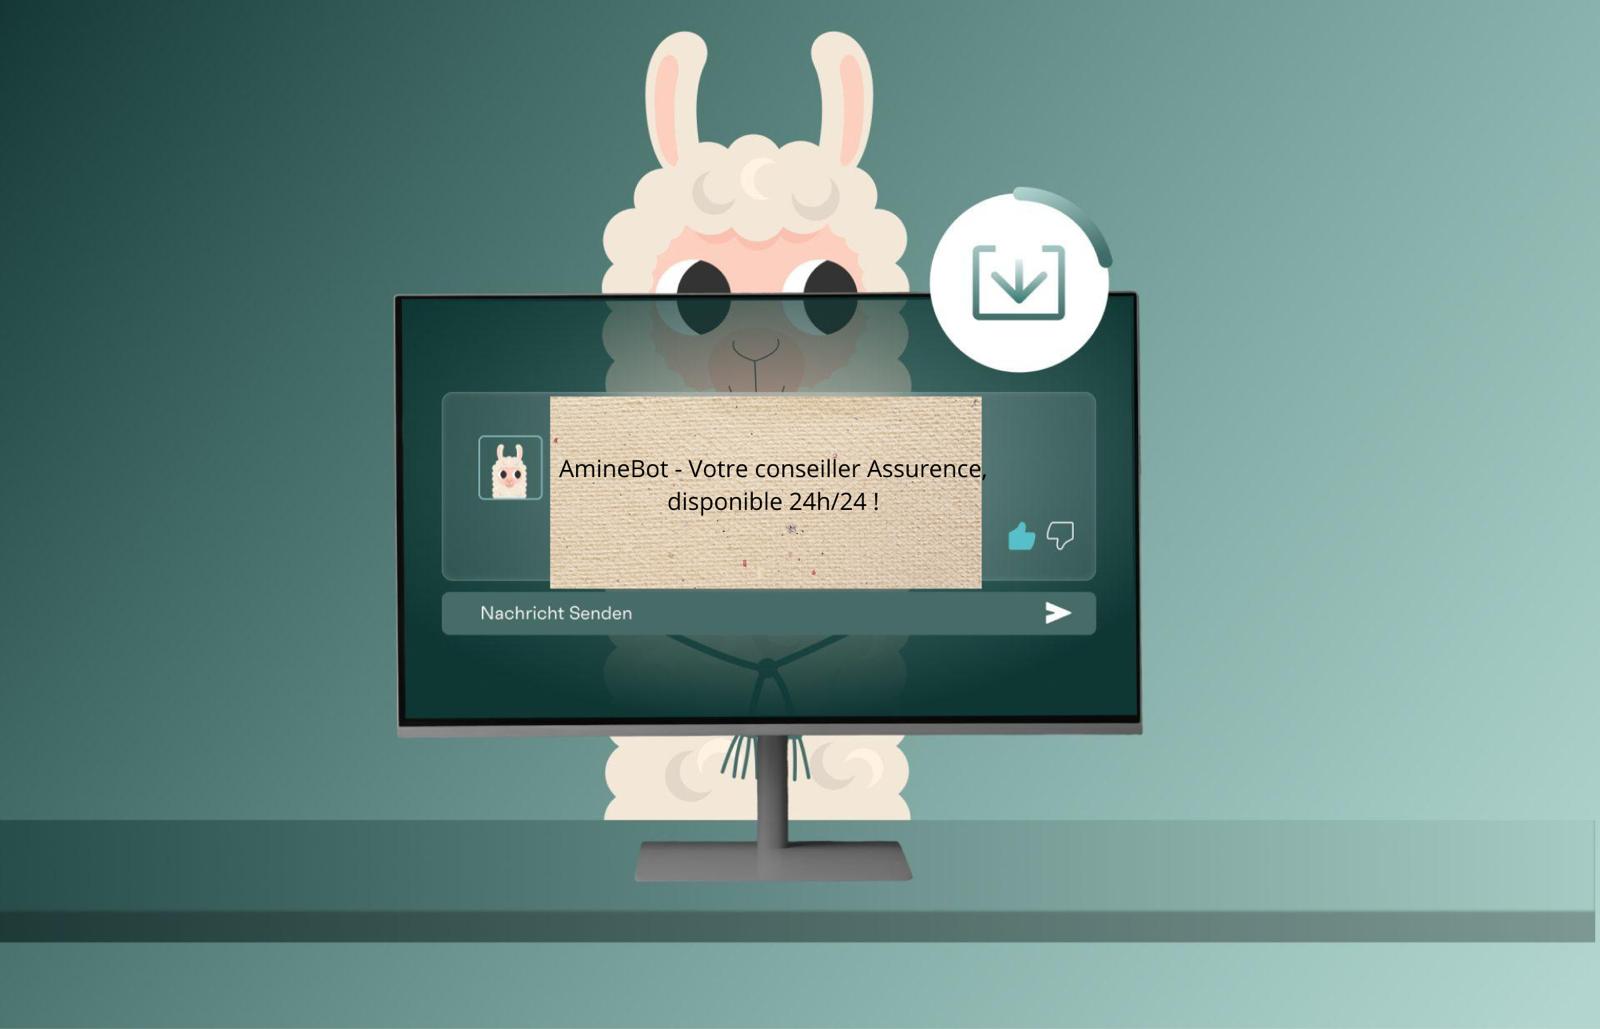 AmineBot - Votre conseiller Assurence,
disponible 24h/24 !
Nachricht Senden